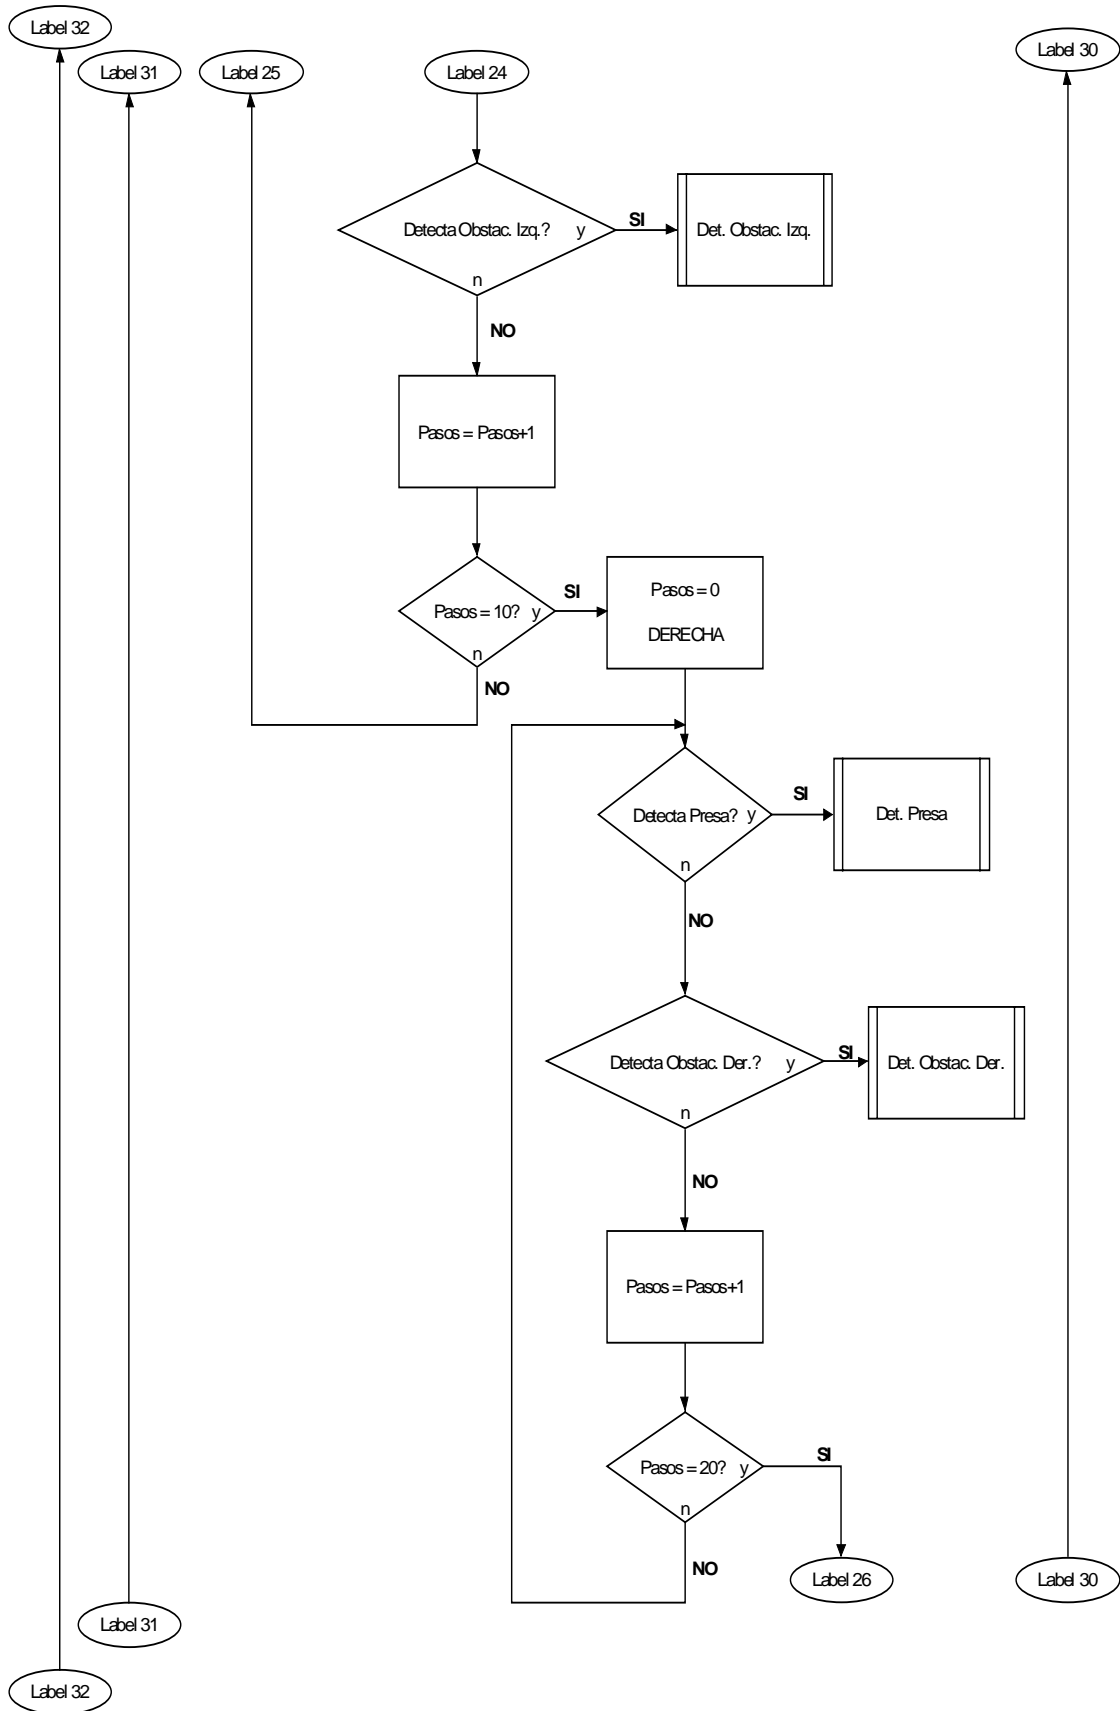 Label 32
Label 31
Label 25
Label 24
Label 30
Detecta Obstac. Izq.? y
n
SI
Det. Obstac. Izq.
NO
Pasos = Pasos+1
Pasos = 10? y
n
SI
NO
Pasos = 0
DERECHA
Detecta Presa? y
n
SI
Det. Presa
NO
Detecta Obstac. Der.? y
n
SI
Det. Obstac. Der.
NO
Pasos = Pasos+1
Pasos = 20? y
n
SI
NO
Label 26
Label 30
Label 31
Label 32